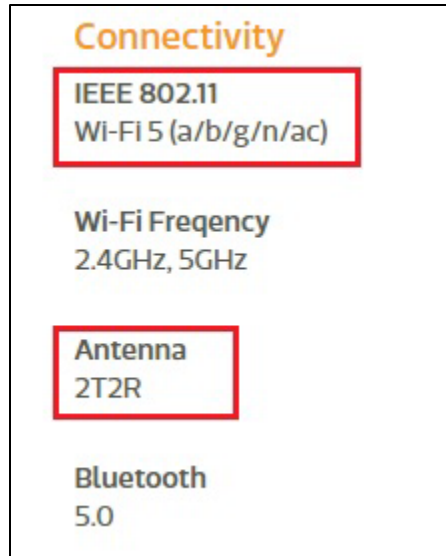 Connectivity
IEEE 802.11
Wi-Fi 5 (a/b/g/n/ac)
Wi-Fi Freqency
2.4GHz, 5GHz
Antenna
2T2R
Bluetooth
5.0